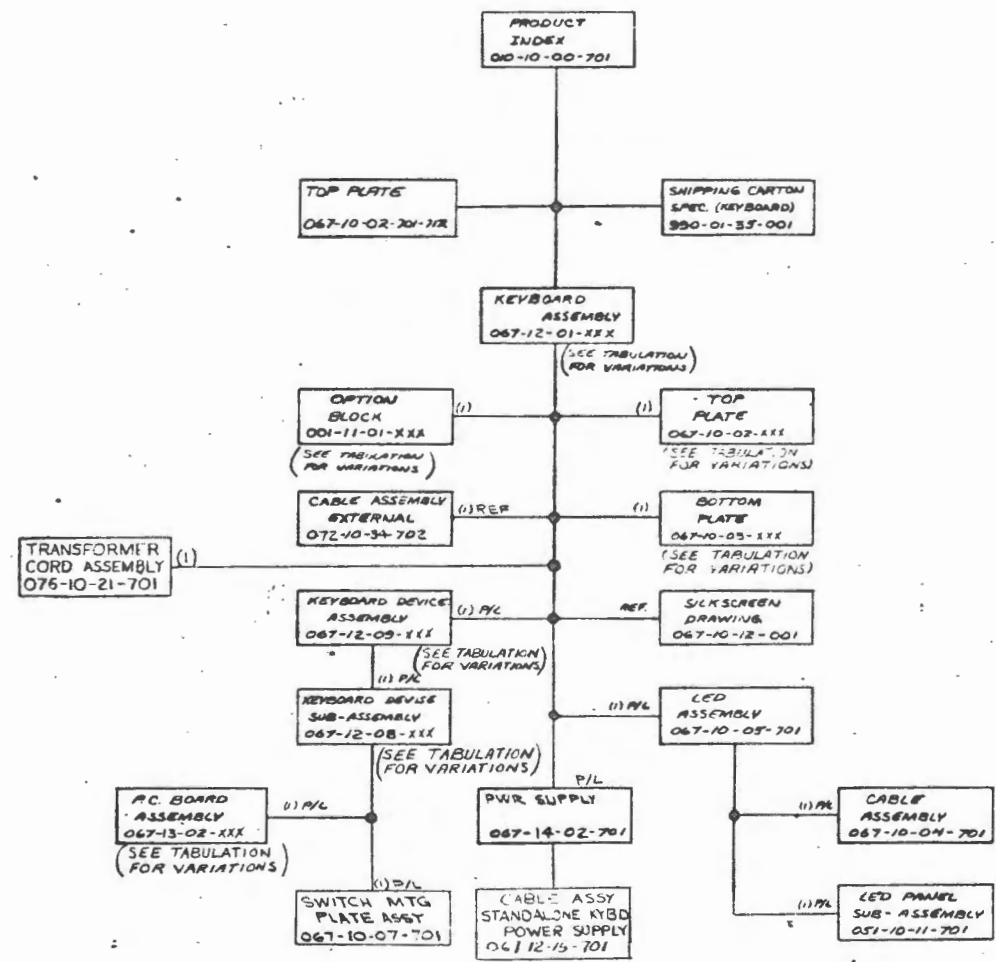 PRODUCT
INDEX
010-10-00-701
TOP PLATE
067-10-02-701-712
SHIPPING CARTON
SPEC. (KEYBOARD)
990-01-35-001
KEYBOARD
ASSEMBLY
067-12-01-XXX
(SEE TABULATION
FOR VARIATIONS)
OPTION
BLOCK
001-11-01-XXX
(1)
(SEE TABULATION
FOR VARIATIONS)
(1)
TOP
PLATE
067-10-02-XXX
(SEE TABULATION
FOR VARIATIONS)
CABLE ASSEMBLY
EXTERNAL
072-10-34-702
(1) REF
(1)
BOTTOM
PLATE
067-10-03-XXX
(SEE TABULATION
FOR VARIATIONS)
TRANSFORMER
CORD ASSEMBLY
076-10-21-701
(1)
KEYBOARD DEVICE
ASSEMBLY
067-12-09-XXX
(1) P/L
(SEE TABULATION
FOR VARIATIONS)
REF.
SILKSCREEN
DRAWING
067-10-12-001
(1) P/L
KEYBOARD DEVISE
SUB-ASSEMBLY
067-12-08-XXX
(SEE TABULATION
FOR VARIATIONS)
(1) P/L
LED
ASSEMBLY
067-10-05-701
P.C. BOARD
ASSEMBLY
067-13-02-XXX
(1) P/L
(SEE TABULATION
FOR VARIATIONS)
P/L
PWR SUPPLY
067-14-02-701
(1) P/L
CABLE
ASSEMBLY
067-10-04-701
(1) P/L
SWITCH MTG
PLATE ASSY
067-10-07-701
CABLE ASSY
STANDALONE KYBD
POWER SUPPLY
067 12-15-701
(1) P/L
LED PANEL
SUB-ASSEMBLY
051-10-11-701